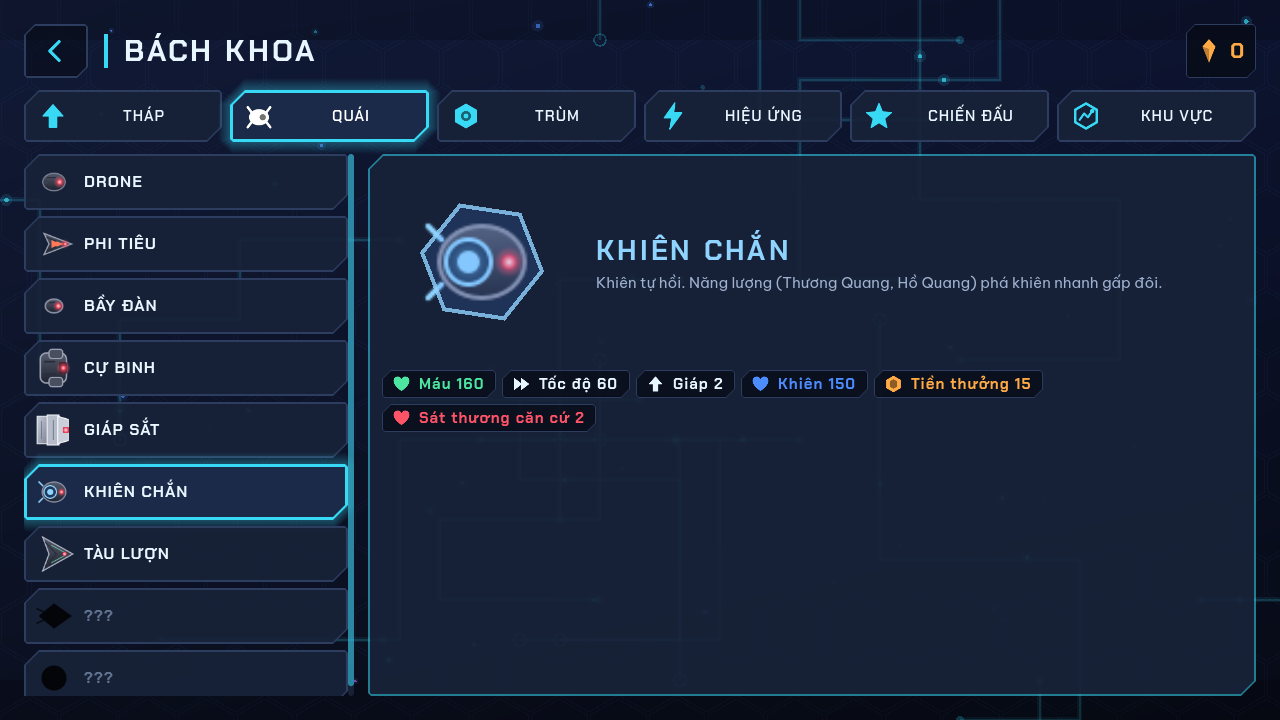 BÁCH KHOA
0
THÁP
QUÁI
TRÙM
HIỆU ỨNG
CHIẾN ĐẤU
KHU VỰC
DRONE
PHI TIÊU
BẦY ĐÀN
CỰ BINH
GIÁP SẮT
KHIÊN CHẮN
TÀU LƯỢN
???
???
KHIÊN CHẮN
Khiên tự hồi. Năng lượng (Thương Quang, Hồ Quang) phá khiên nhanh gấp đôi.
Máu 160
Tốc độ 60
Giáp 2
Khiên 150
Tiền thưởng 15
Sát thương căn cứ 2